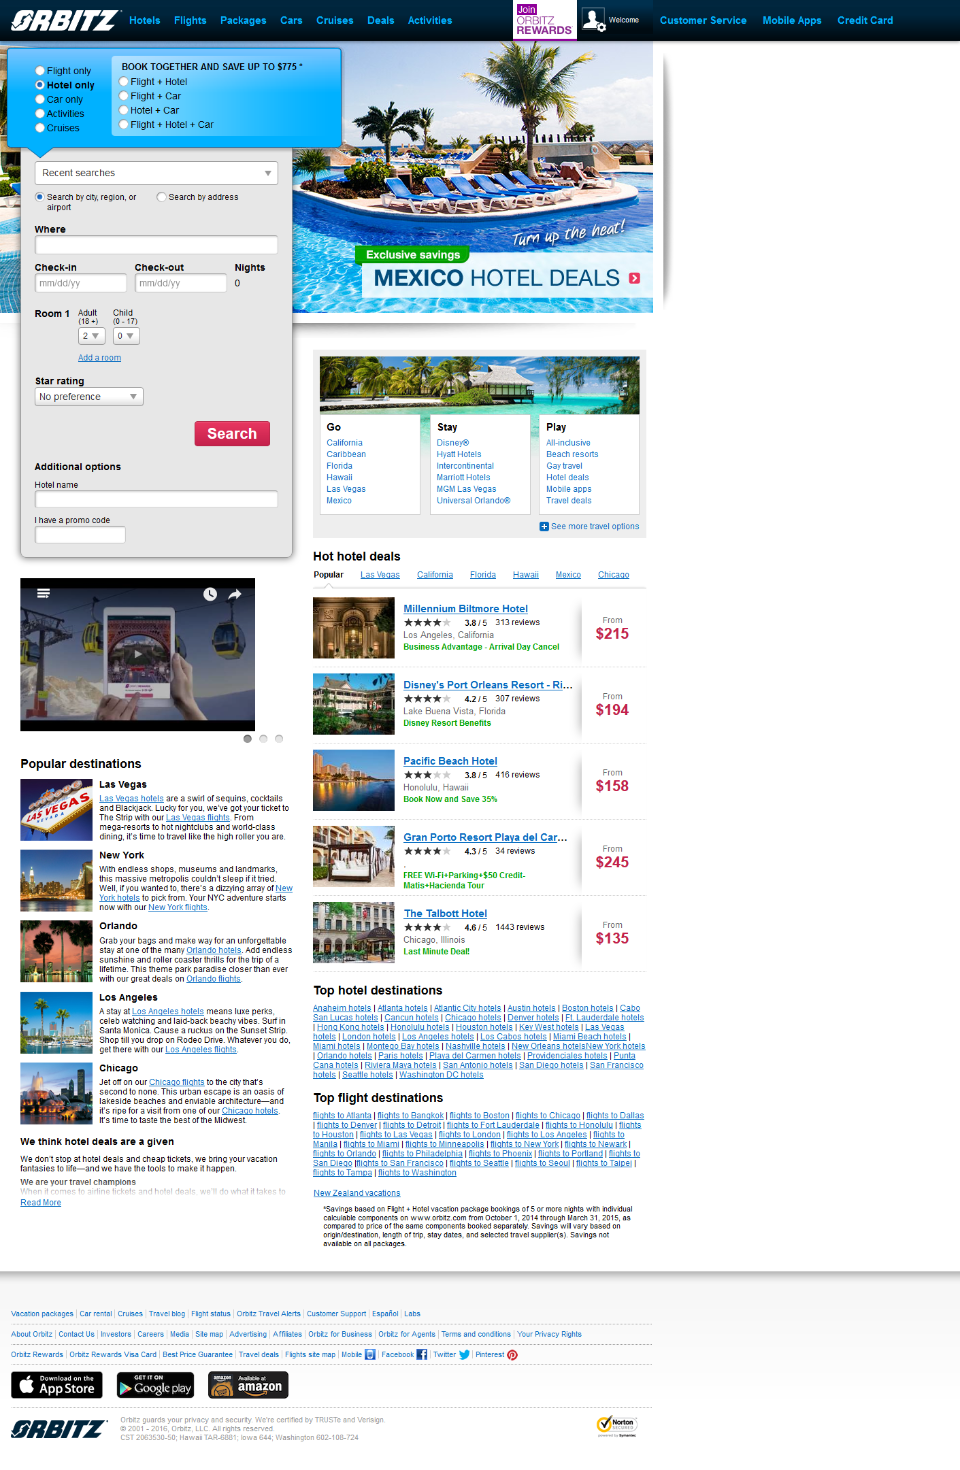 ORBITZ Hotels Flights Packages Cars Cruises Deals Activities Join ORBITZ REWARDS Welcome Customer Service Mobile Apps Credit Card
Flight only
Hotel only
Car only
Activities
Cruises
BOOK TOGETHER AND SAVE UP TO $775 *
Flight + Hotel
Flight + Car
Hotel + Car
Flight + Hotel + Car
Recent searches
Search by city, region, or airport
Search by address
Where
Check-in Check-out Nights
mm/dd/yy mm/dd/yy 0
Room 1 Adult (18 +) Child (0 - 17)
2 0
Add a room
Star rating
No preference
Search
Additional options
Hotel name
I have a promo code
Turn up the heat!
Exclusive savings
MEXICO HOTEL DEALS
Go
California
Caribbean
Florida
Hawaii
Las Vegas
Mexico
Stay
Disney®
Hyatt Hotels
Intercontinental
Marriott Hotels
MGM Las Vegas
Universal Orlando®
Play
All-inclusive
Beach resorts
Gay travel
Hotel deals
Mobile apps
Travel deals
See more travel options
Hot hotel deals
Popular Las Vegas California Florida Hawaii Mexico Chicago
Millennium Biltmore Hotel
3.8 / 5 313 reviews
Los Angeles, California
Business Advantage - Arrival Day Cancel
From
$215
Disney's Port Orleans Resort - Ri...
4.2 / 5 307 reviews
Lake Buena Vista, Florida
Disney Resort Benefits
From
$194
Pacific Beach Hotel
3.8 / 5 416 reviews
Honolulu, Hawaii
Book Now and Save 35%
From
$158
Gran Porto Resort Playa del Car...
4.3 / 5 34 reviews
,
FREE Wi-Fi+Parking+$50 Credit-
Matis+Hacienda Tour
From
$245
The Talbott Hotel
4.6 / 5 1443 reviews
Chicago, Illinois
Last Minute Deal!
From
$135
Popular destinations
Las Vegas
Las Vegas hotels are a swirl of sequins, cocktails
and Blackjack. Lucky for you, we've got your ticket to
The Strip with our Las Vegas flights. From
mega-resorts to hot nightclubs and world-class
dining, it's time to travel like the high roller you are.
New York
With endless shops, museums and landmarks,
this massive metropolis couldn't sleep if it tried.
Well, if you wanted to, there's a dizzying array of New
York hotels to pick from. Your NYC adventure starts
now with our New York flights.
Orlando
Grab your bags and make way for an unforgettable
stay at one of the many Orlando hotels. Add endless
sunshine and roller coaster thrills for the trip of a
lifetime. This theme park paradise closer than ever
with our great deals on Orlando flights.
Los Angeles
A stay at Los Angeles hotels means luxe perks,
celeb watching and laid-back beachy vibes. Surf in
Santa Monica. Cause a ruckus on the Sunset Strip.
Shop till you drop on Rodeo Drive. Whatever you do,
get there with our Los Angeles flights.
Chicago
Jet off on our Chicago flights to the city that's
second to none. This urban escape is an oasis of
lakeside beaches and enviable architecture—and
it's ripe for a visit from one of our Chicago hotels.
It's time to taste the best of the Midwest.
We think hotel deals are a given
We don't stop at hotel deals and cheap tickets, we bring your vacation
fantasies to life—and we have the tools to make it happen.
We are your travel champions
When it comes to airline tickets and hotel deals, we'll do what it takes to
Read More
Top hotel destinations
Anaheim hotels | Atlanta hotels | Atlantic City hotels | Austin hotels | Boston hotels | Cabo
San Lucas hotels | Cancun hotels | Chicago hotels | Denver hotels | Ft. Lauderdale hotels
| Hong Kong hotels | Honolulu hotels | Houston hotels | Key West hotels | Las Vegas
hotels | London hotels | Los Angeles hotels | Los Cabos hotels | Miami Beach hotels |
Miami hotels | Montego Bay hotels | Nashville hotels | New Orleans hotelsNew York hotels
| Orlando hotels | Paris hotels | Playa del Carmen hotels | Providenciales hotels | Punta
Cana hotels | Riviera Maya hotels | San Antonio hotels | San Diego hotels | San Francisco
hotels | Seattle hotels | Washington DC hotels
Top flight destinations
flights to Atlanta | flights to Bangkok | flights to Boston | flights to Chicago | flights to Dallas
| flights to Denver | flights to Detroit | flights to Fort Lauderdale | flights to Honolulu | flights
to Houston | flights to Las Vegas | flights to London | flights to Los Angeles | flights to
Manila | flights to Miami | flights to Minneapolis | flights to New York | flights to Newark |
flights to Orlando | flights to Philadelphia | flights to Phoenix | flights to Portland | flights to
San Diego |flights to San Francisco | flights to Seattle | flights to Seoul | flights to Taipei |
flights to Tampa | flights to Washington
New Zealand vacations
*Savings based on Flight + Hotel vacation package bookings of 5 or more nights with individual
calculable components on www.orbitz.com from October 1, 2014 through March 31, 2015, as
compared to price of the same components booked separately. Savings will vary based on
origin/destination, length of trip, stay dates, and selected travel supplier(s). Savings not
available on all packages.
Vacation packages | Car rental | Cruises | Travel blog | Flight status | Orbitz Travel Alerts | Customer Support | Español | Labs
About Orbitz | Contact Us | Investors | Careers | Media | Site map | Advertising | Affiliates | Orbitz for Business | Orbitz for Agents | Terms and conditions | Your Privacy Rights
Orbitz Rewards | Orbitz Rewards Visa Card | Best Price Guarantee | Travel deals | Flights site map | Mobile | Facebook | Twitter | Pinterest
Download on the App Store
GET IT ON Google play
Available at amazon
ORBITZ
Orbitz guards your privacy and security. We're certified by TRUSTe and Verisign.
© 2001 - 2016, Orbitz, LLC. All rights reserved.
CST 2063530-50; Hawaii TAR-6881; Iowa 644; Washington 602-108-724
Norton
SECURED
powered by Symantec